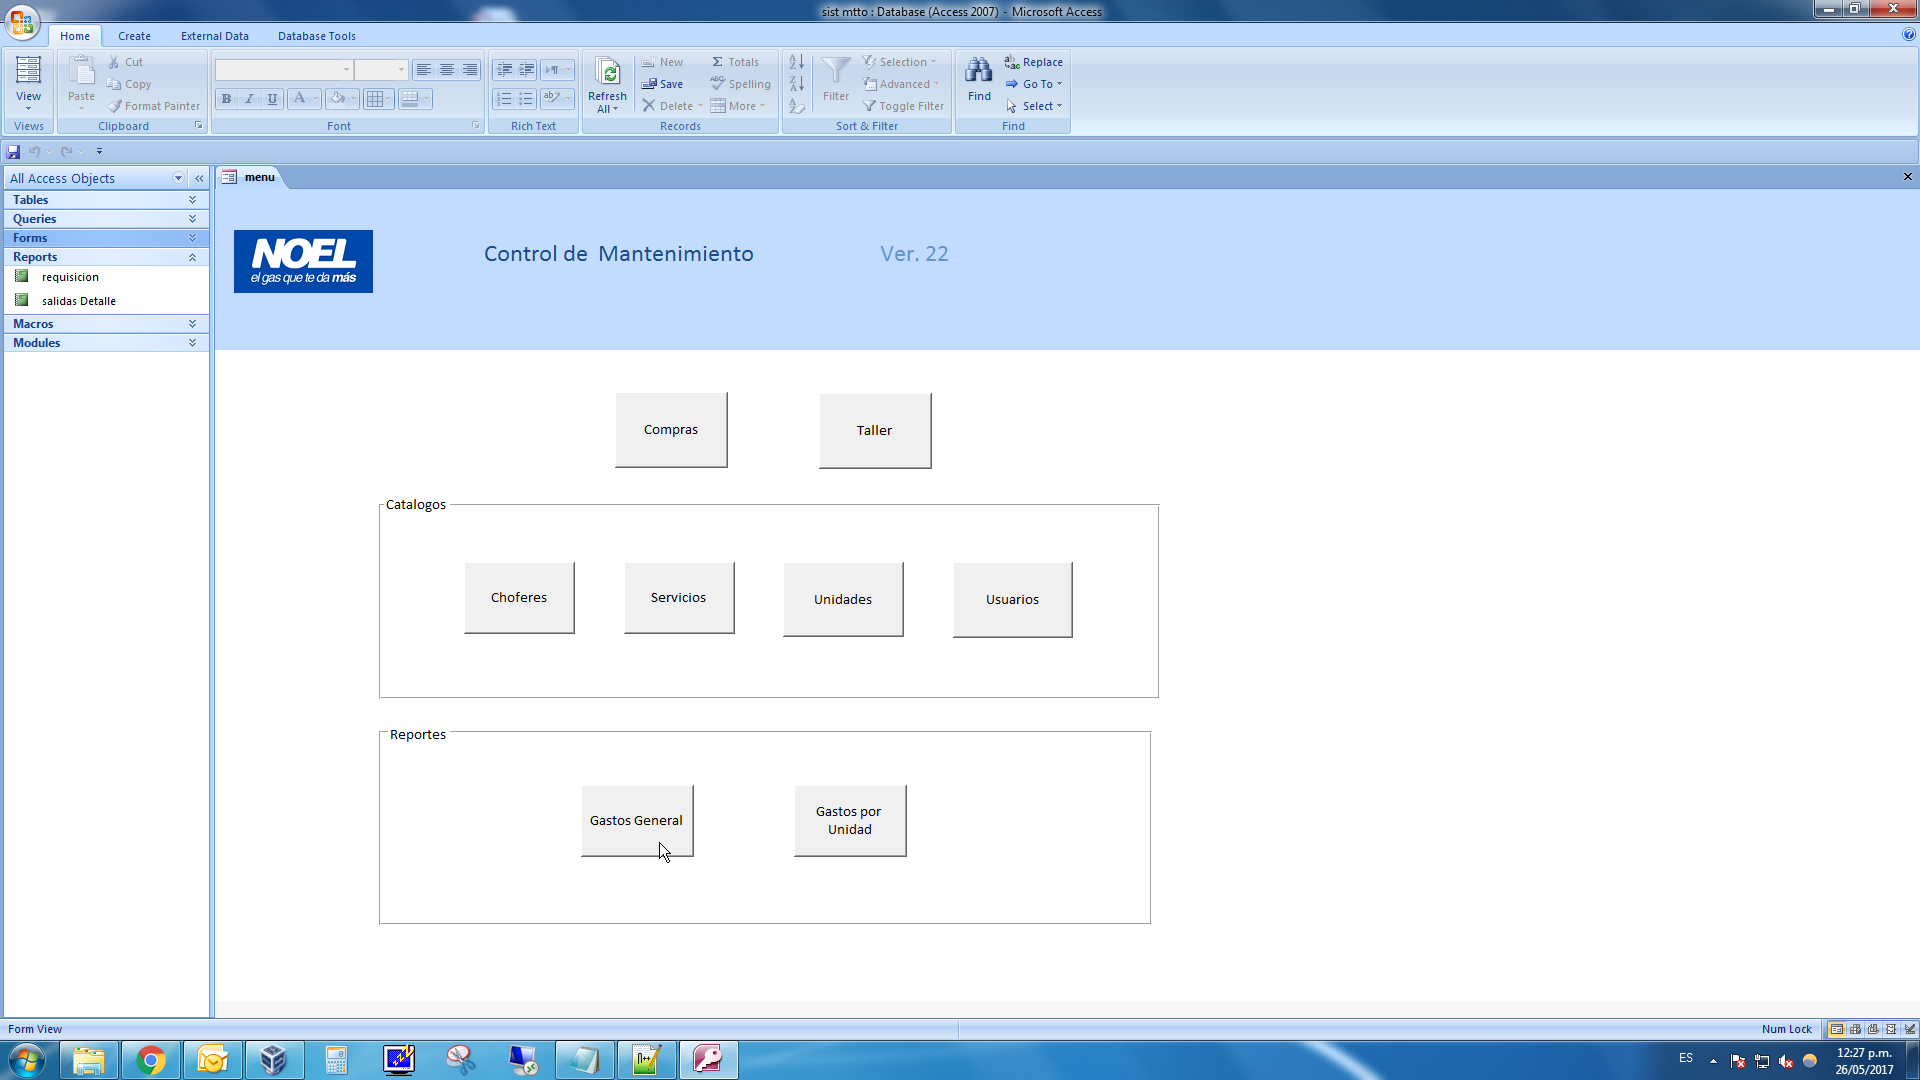 sist mtto : Database (Access 2007) - Microsoft Access
Home Create External Data Database Tools
View
Paste
Cut
Copy
Format Painter
B I U A
Refresh
All
New
Save
Delete
Totals
Spelling
More
Filter
Selection
Advanced
Toggle Filter
Find
Replace
Go To
Select
Views Clipboard Font Rich Text Records Sort & Filter Find
All Access Objects
Tables
Queries
Forms
Reports
requisicion
salidas Detalle
Macros
Modules
menu
NOEL
el gas que te da más
Control de Mantenimiento Ver. 22
Compras Taller
Catalogos
Choferes Servicios Unidades Usuarios
Reportes
Gastos General
Gastos por
Unidad
Form View Num Lock
ES
12:27 p.m.
26/05/2017